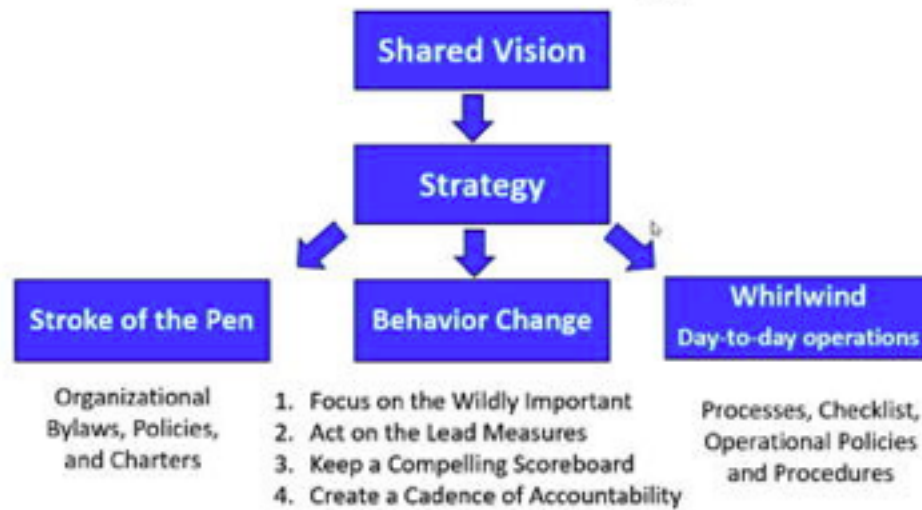 Shared Vision
Strategy
Stroke of the Pen
Organizational
Bylaws, Policies,
and Charters
Behavior Change
1. Focus on the Wildly Important
2. Act on the Lead Measures
3. Keep a Compelling Scoreboard
4. Create a Cadence of Accountability
Whirlwind
Day-to-day operations
Processes, Checklist,
Operational Policies
and Procedures